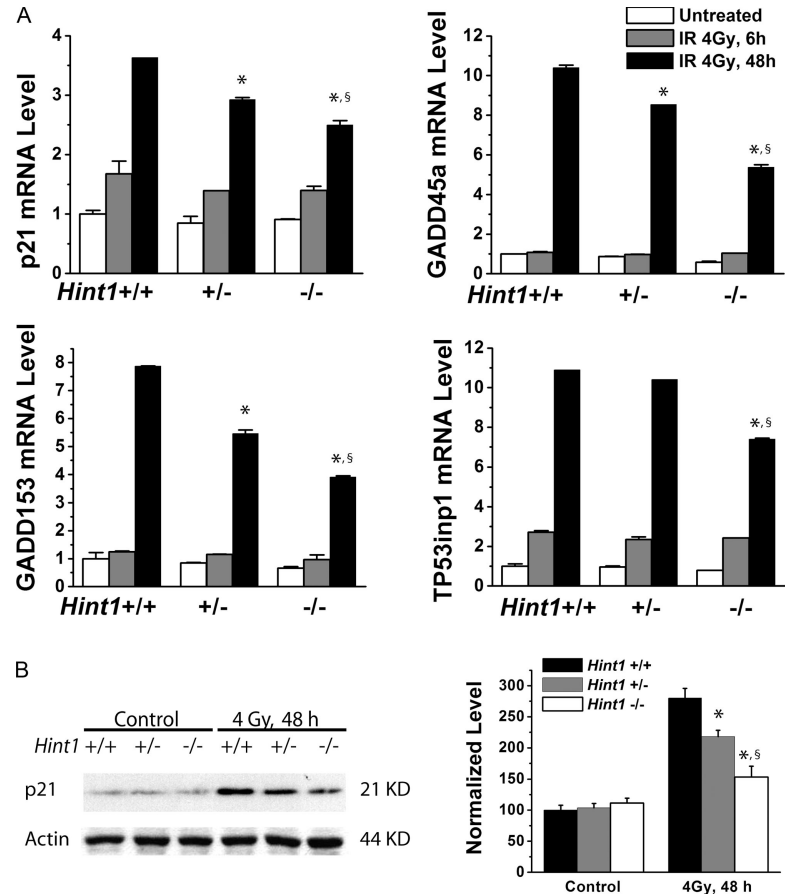 A
Untreated
IR 4Gy, 6h
IR 4Gy, 48h
p21 mRNA Level
4
3
2
1
0
*
*,§
Hint1+/+ +/- -/-
GADD45a mRNA Level
12
10
8
6
4
2
0
*
*,§
Hint1+/+ +/- -/-
GADD153 mRNA Level
8
7
6
5
4
3
2
1
0
*
*,§
Hint1+/+ +/- -/-
TP53inp1 mRNA Level
12
10
8
6
4
2
0
*,§
Hint1+/+ +/- -/-
B
Control 4 Gy, 48 h
Hint1 +/+ +/- -/- +/+ +/- -/-
p21 21 KD
Actin 44 KD
Hint1 +/+
Hint1 +/-
Hint1 -/-
Normalized Level
300
250
200
150
100
50
0
*
*,§
Control 4Gy, 48 h